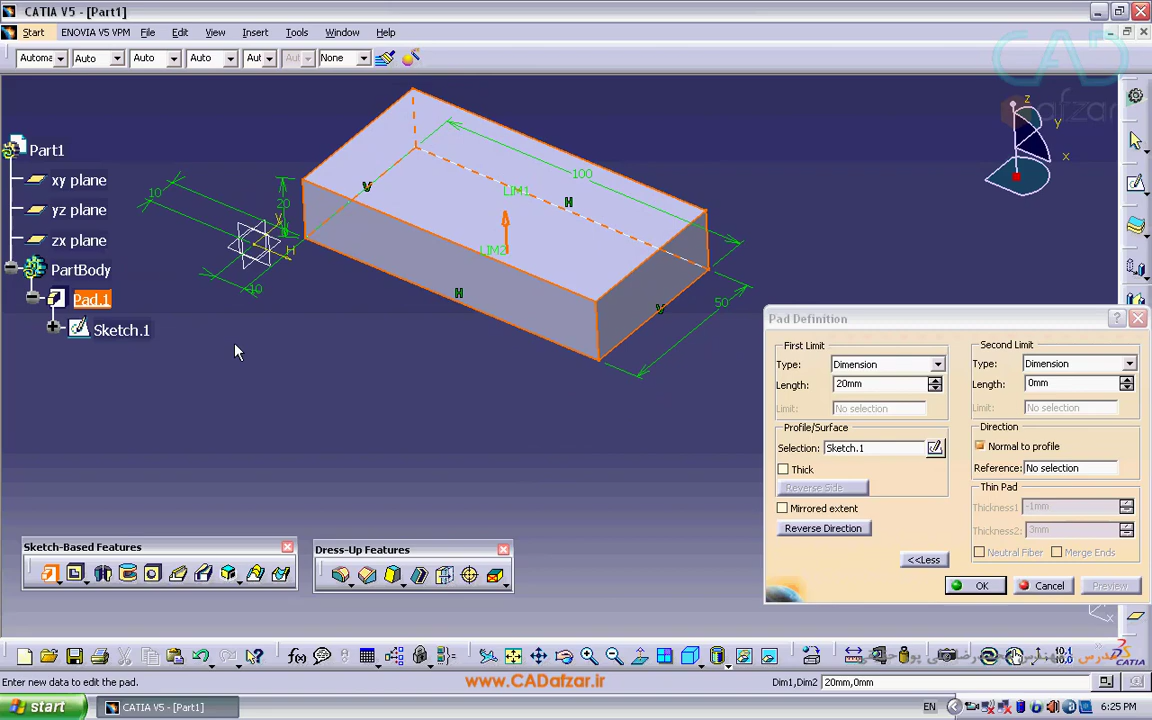 CATIA V5 - [Part1]
Start ENOVIA V5 VPM File Edit View Insert Tools Window Help
Automa Auto Auto Auto Aut Aut None
CAD
afzar
Part1
xy plane
yz plane
zx plane
PartBody
Pad.1
Sketch.1
10
20
V
H
10
V
100
LIM1
H
LIM2
H
V
50
z
y
x
Pad Definition
First Limit
Type: Dimension
Length: 20mm
Limit: No selection
Profile/Surface
Selection: Sketch.1
Thick
Reverse Side
Mirrored extent
Reverse Direction
Second Limit
Type: Dimension
Length: 0mm
Limit: No selection
Direction
Normal to profile
Reference: No selection
Thin Pad
Thickness1: -1mm
Thickness2: 3mm
Neutral Fiber Merge Ends
<<Less
OK Cancel Preview
Sketch-Based Features
Dress-Up Features
Enter new data to edit the pad.
www.CADafzar.ir
Dim1,Dim2 20mm,0mm
CATIA
start
CATIA V5 - [Part1]
EN
6:25 PM